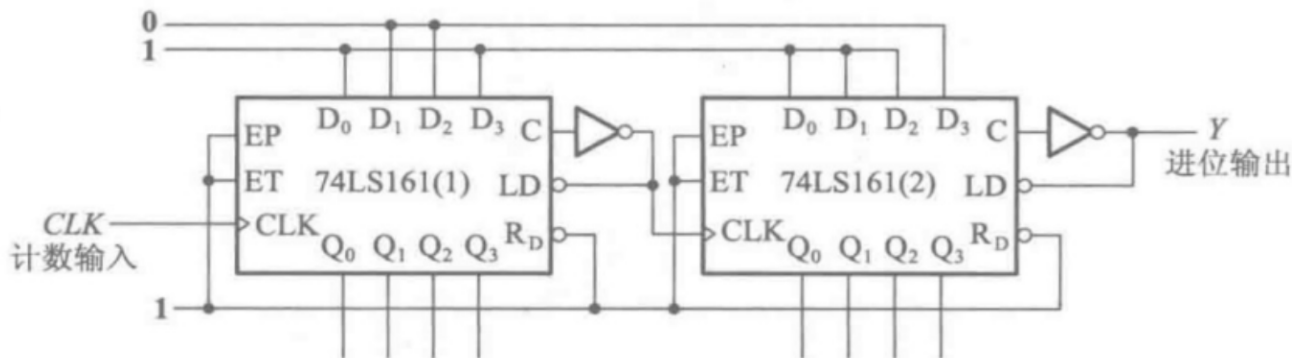 0
1
D₀ D₁ D₂ D₃ C
EP
ET 74LS161(1) LD
CLK
Q₀ Q₁ Q₂ Q₃ R_D
D₀ D₁ D₂ D₃ C
EP
ET 74LS161(2) LD
CLK
Q₀ Q₁ Q₂ Q₃ R_D
Y
进位输出
CLK
计数输入
1